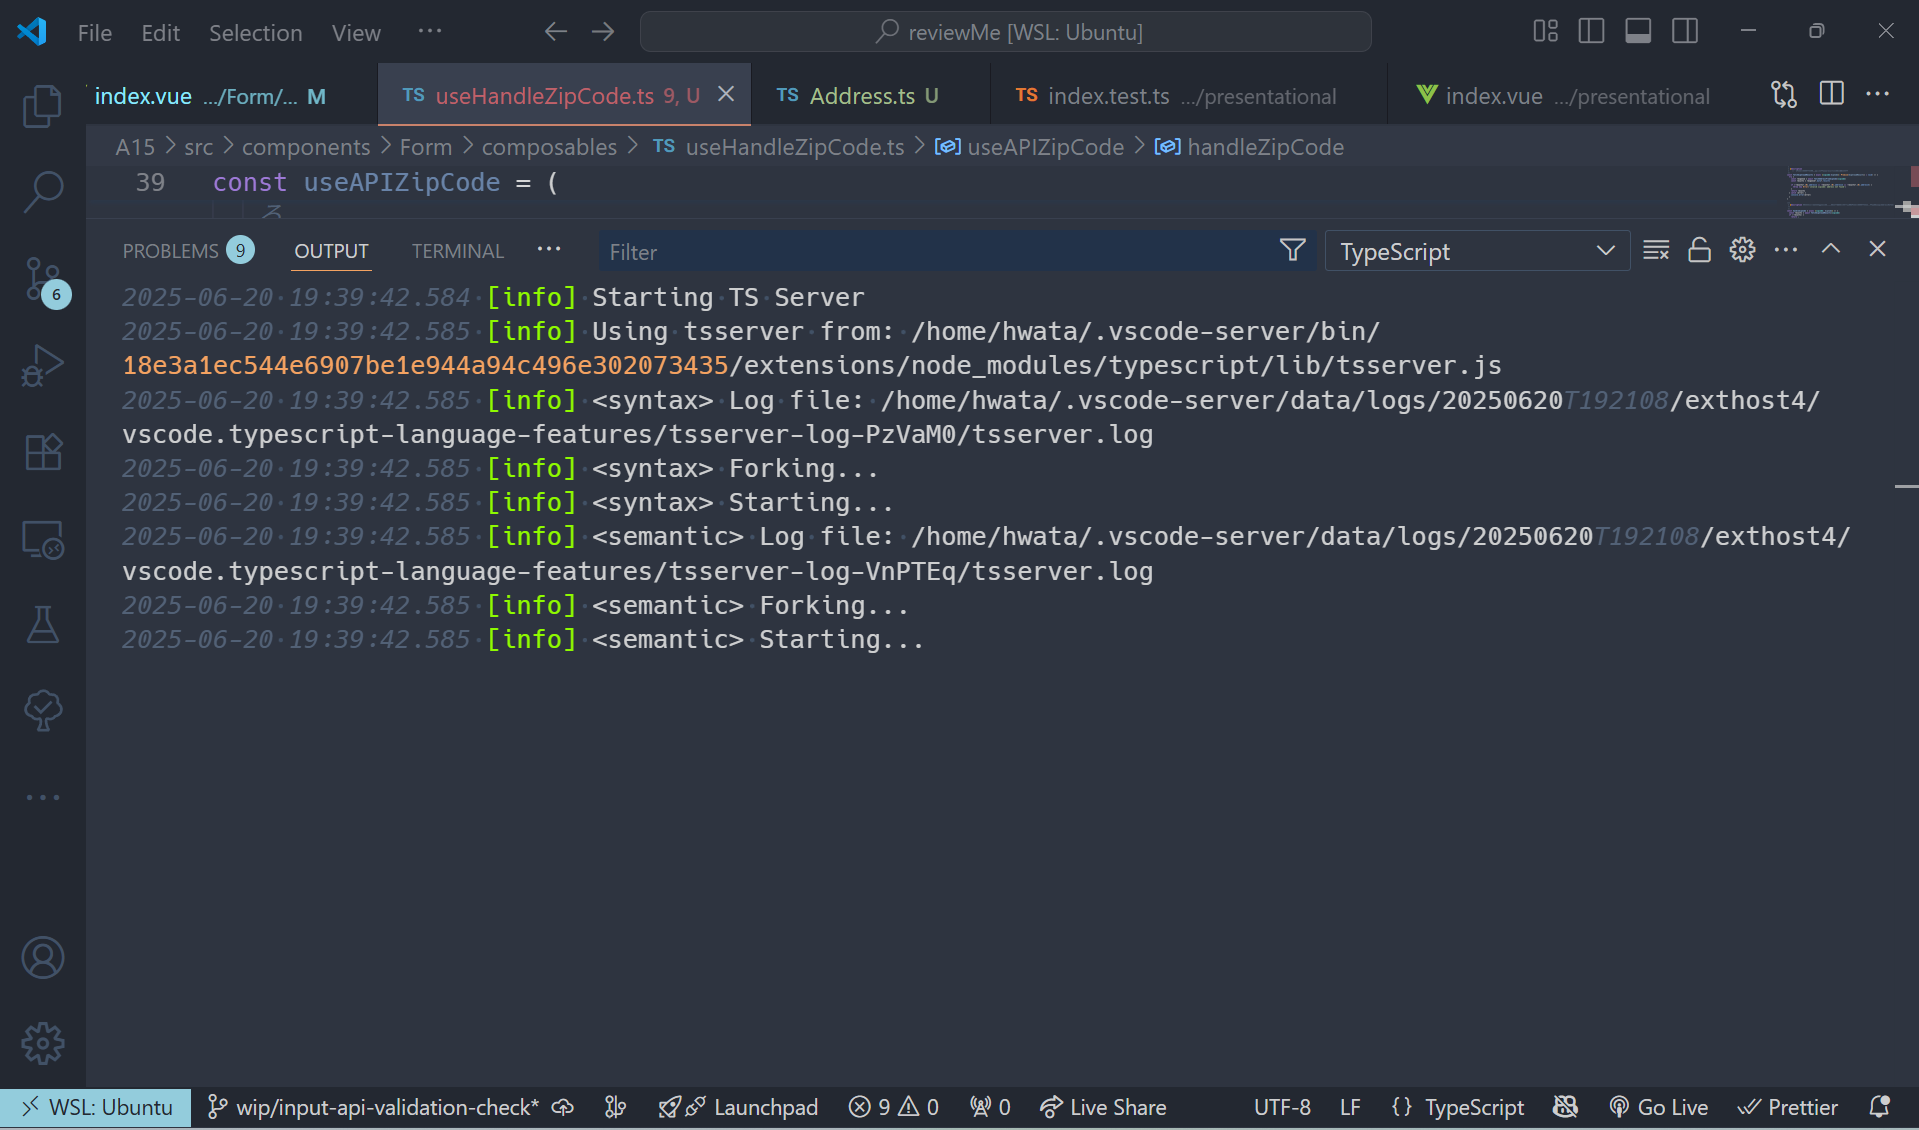 File Edit Selection View ··· reviewMe [WSL: Ubuntu]
index.vue .../Form/... M TS useHandleZipCode.ts 9, U TS Address.ts U TS index.test.ts .../presentational index.vue .../presentational
A15 > src > components > Form > composables > TS useHandleZipCode.ts > useAPIZipCode > handleZipCode
39 const useAPIZipCode = (
PROBLEMS 9 OUTPUT TERMINAL ··· Filter TypeScript
2025-06-20 19:39:42.584 [info] Starting TS Server
2025-06-20 19:39:42.585 [info] Using tsserver from: /home/hwata/.vscode-server/bin/
18e3a1ec544e6907be1e944a94c496e302073435/extensions/node_modules/typescript/lib/tsserver.js
2025-06-20 19:39:42.585 [info] <syntax> Log file: /home/hwata/.vscode-server/data/logs/20250620T192108/exthost4/
vscode.typescript-language-features/tsserver-log-PzVaM0/tsserver.log
2025-06-20 19:39:42.585 [info] <syntax> Forking...
2025-06-20 19:39:42.585 [info] <syntax> Starting...
2025-06-20 19:39:42.585 [info] <semantic> Log file: /home/hwata/.vscode-server/data/logs/20250620T192108/exthost4/
vscode.typescript-language-features/tsserver-log-VnPTEq/tsserver.log
2025-06-20 19:39:42.585 [info] <semantic> Forking...
2025-06-20 19:39:42.585 [info] <semantic> Starting...
6
WSL: Ubuntu wip/input-api-validation-check* Launchpad 9 0 0 Live Share UTF-8 LF {} TypeScript Go Live Prettier